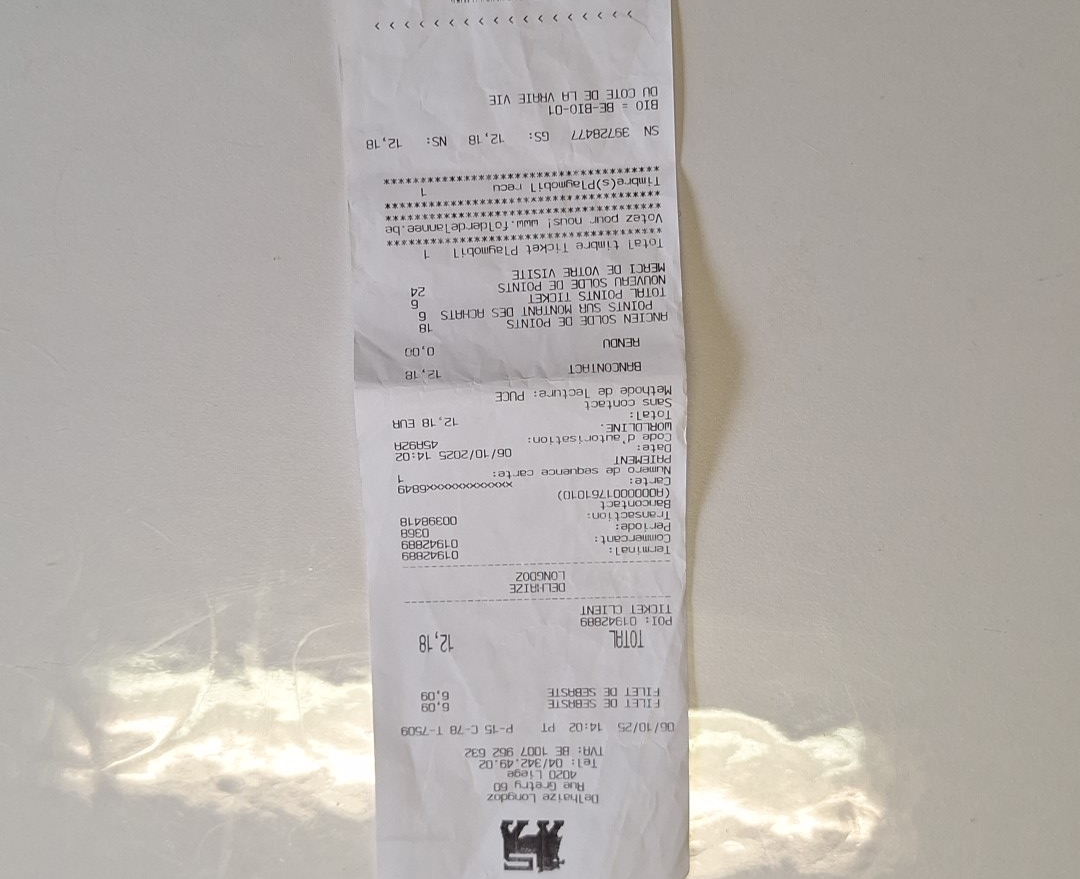 Delhaize Longdoz
Rue Gretry 60
4020 Liege
Tel: 04/342.49.02
TVA: BE 1007 962 632
06/10/25 14:02 PT P-15 C-78 T-7509
FILET DE SEBASTE 6,09
FILET DE SEBASTE 6,09
TOTAL 12,18
POI: 01942889
TICKET CLIENT
DELHAIZE
LONGDOZ
Terminal: 01942889
Commercant: 01942889
Periode: 0368
Transaction: 00398418
Bancontact
(A0000001761010)
Carte: xxxxxxxxxxxxx6849
Numero de sequence carte: 1
PAIEMENT
Date: 06/10/2025 14:02
Code d'autorisation: 45A92A
WORLDLINE.
Total: 12,18 EUR
Sans contact
Methode de lecture: PUCE
BANCONTACT 12,18
RENDU 0,00
ANCIEN SOLDE DE POINTS 18
POINTS SUR MONTANT DES ACHATS 6
TOTAL POINTS TICKET 6
NOUVEAU SOLDE DE POINTS 24
MERCI DE VOTRE VISITE
Total timbre Ticket Playmobil 1
******************************************
Votez pour nous! www.folderdelannee.be
******************************************
******************************************
Timbre(s)Playmobil recu 1
******************************************
SN 39728477 GS: 12,18 NS: 12,18
BIO = BE-BIO-01
DU COTE DE LA VRAIE VIE